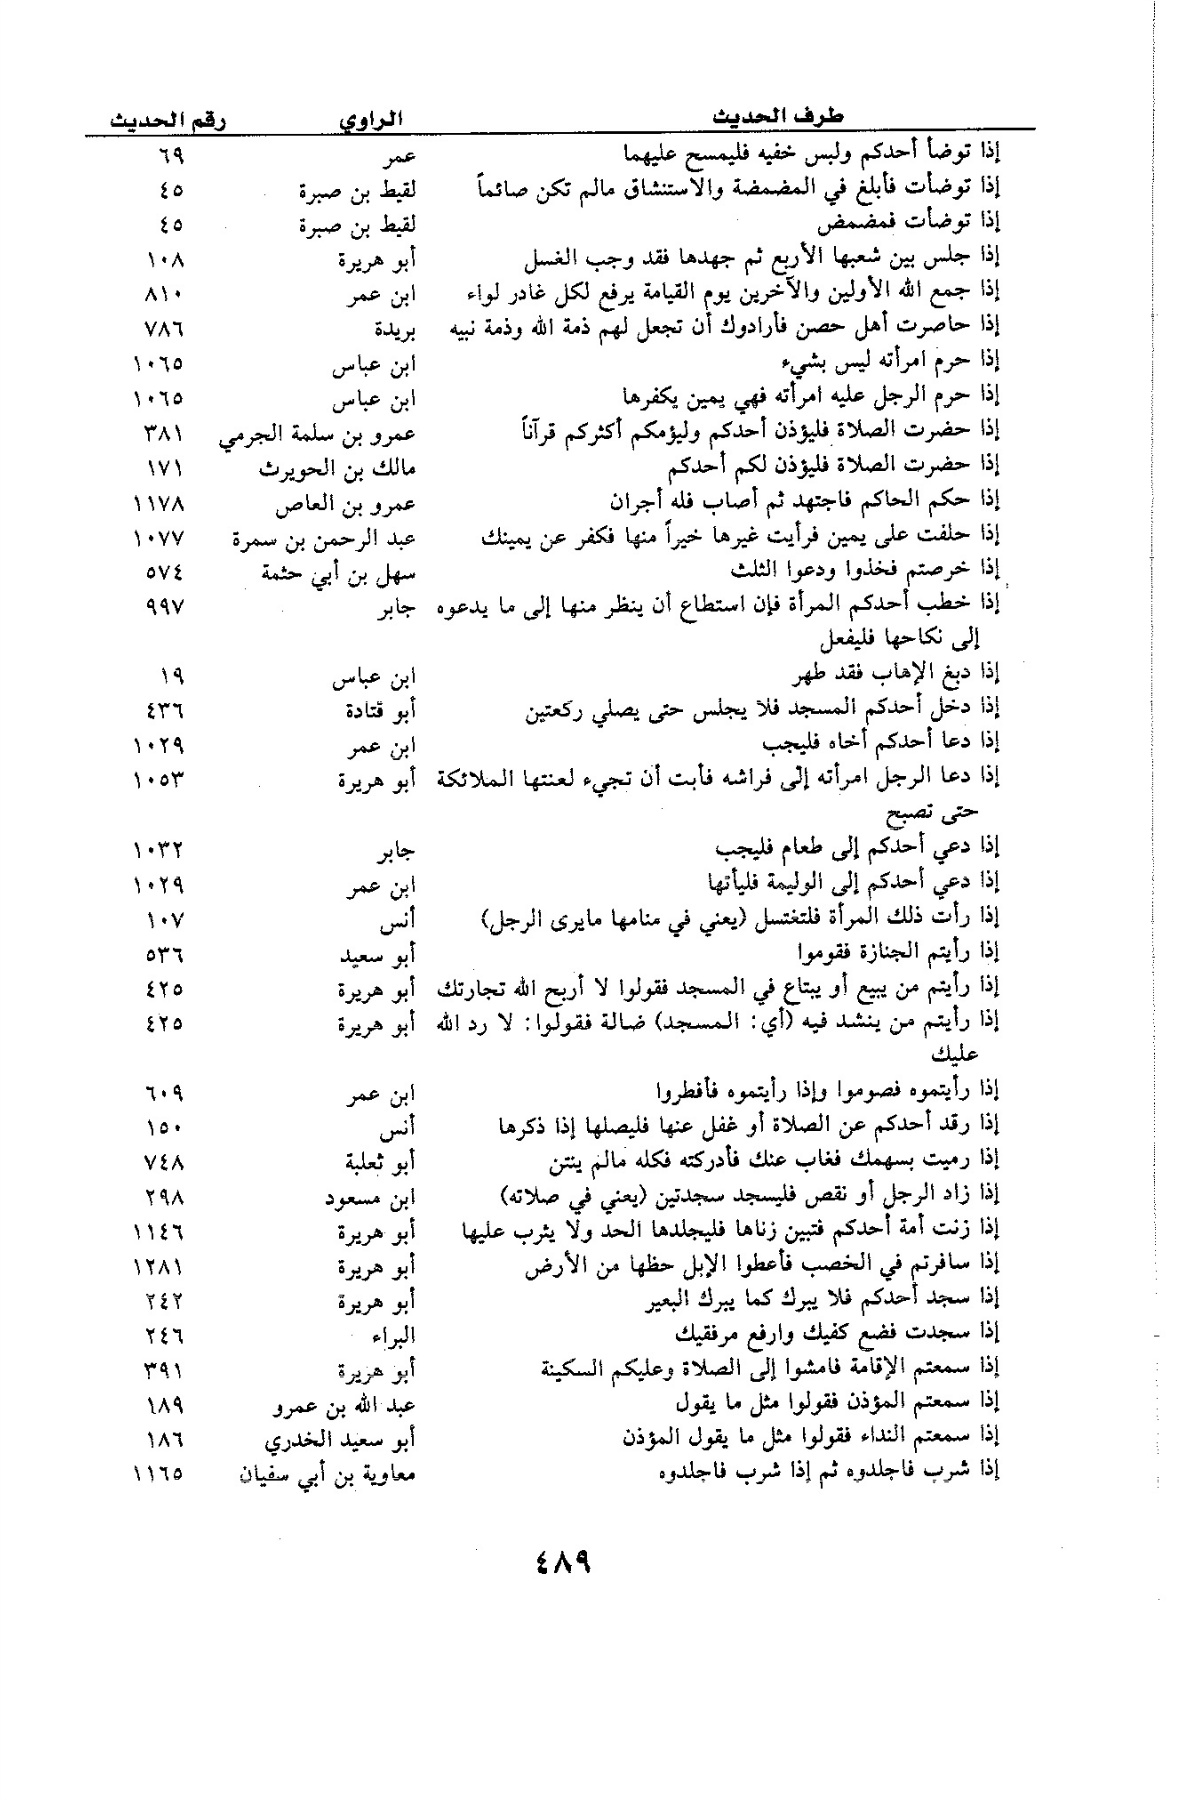 طرف الحديث الراوي رقم الحديث
إذا توضأ أحدكم ولبس خفيه فليمسح عليهما عمر ٦٩
إذا توضأت فأبلغ في المضمضة والاستنشاق مالم تكن صائماً لقيط بن صبرة ٤٥
إذا توضأت فمضمض لقيط بن صبرة ٤٥
إذا جلس بين شعبها الأربع ثم جهدها فقد وجب الغسل أبو هريرة ١٠٨
إذا جمع الله الأولين والآخرين يوم القيامة يرفع لكل غادر لواء ابن عمر ٨١٠
إذا حاصرت أهل حصن فأرادوك أن تجعل لهم ذمة الله وذمة نبيه بريدة ٧٨٦
إذا حرم امرأته ليس بشيء ابن عباس ١٠٦٥
إذا حرم الرجل عليه امرأته فهي يمين يكفرها ابن عباس ١٠٦٥
إذا حضرت الصلاة فليؤذن أحدكم وليؤمكم أكثركم قرآناً عمرو بن سلمة الجرمي ٣٨١
إذا حضرت الصلاة فليؤذن لكم أحدكم مالك بن الحويرث ١٧١
إذا حكم الحاكم فاجتهد ثم أصاب فله أجران عمرو بن العاص ١١٧٨
إذا حلفت على يمين فرأيت غيرها خيراً منها فكفر عن يمينك عبد الرحمن بن سمرة ١٠٧٧
إذا خرصتم فخذوا ودعوا الثلث سهل بن أبي حثمة ٥٧٤
إذا خطب أحدكم المرأة فإن استطاع أن ينظر منها إلى ما يدعوه جابر ٩٩٧
إلى نكاحها فليفعل
إذا دبغ الإهاب فقد طهر ابن عباس ١٩
إذا دخل أحدكم المسجد فلا يجلس حتى يصلي ركعتين أبو قتادة ٤٣٦
إذا دعا أحدكم أخاه فليجب ابن عمر ١٠٢٩
إذا دعا الرجل امرأته إلى فراشه فأبت أن تجيء لعنتها الملائكة أبو هريرة ١٠٥٣
حتى تصبح
إذا دعي أحدكم إلى طعام فليجب جابر ١٠٣٢
إذا دعي أحدكم إلى الوليمة فليأتها ابن عمر ١٠٢٩
إذا رأت ذلك المرأة فلتغتسل (يعني في منامها مايرى الرجل) أنس ١٠٧
إذا رأيتم الجنازة فقوموا أبو سعيد ٥٣٦
إذا رأيتم من يبيع أو يبتاع في المسجد فقولوا لا أربح الله تجارتك أبو هريرة ٤٢٥
إذا رأيتم من ينشد فيه (أي: المسجد) ضالة فقولوا: لا رد الله أبو هريرة ٤٢٥
عليك
إذا رأيتموه فصوموا وإذا رأيتموه فأفطروا ابن عمر ٦٠٩
إذا رقد أحدكم عن الصلاة أو غفل عنها فليصلها إذا ذكرها أنس ١٥٠
إذا رميت بسهمك فغاب عنك فأدركته فكله مالم ينتن أبو ثعلبة ٧٤٨
إذا زاد الرجل أو نقص فليسجد سجدتين (يعني في صلاته) ابن مسعود ٢٩٨
إذا زنت أمة أحدكم فتبين زناها فليجلدها الحد ولا يثرب عليها أبو هريرة ١١٤٦
إذا سافرتم في الخصب فأعطوا الإبل حظها من الأرض أبو هريرة ١٢٨١
إذا سجد أحدكم فلا يبرك كما يبرك البعير أبو هريرة ٢٤٢
إذا سجدت فضع كفيك وارفع مرفقيك البراء ٢٤٦
إذا سمعتم الإقامة فامشوا إلى الصلاة وعليكم السكينة أبو هريرة ٣٩١
إذا سمعتم المؤذن فقولوا مثل ما يقول عبد الله بن عمرو ١٨٩
إذا سمعتم النداء فقولوا مثل ما يقول المؤذن أبو سعيد الخدري ١٨٦
إذا شرب فاجلدوه ثم إذا شرب فاجلدوه معاوية بن أبي سفيان ١١٦٥
٤٨٩